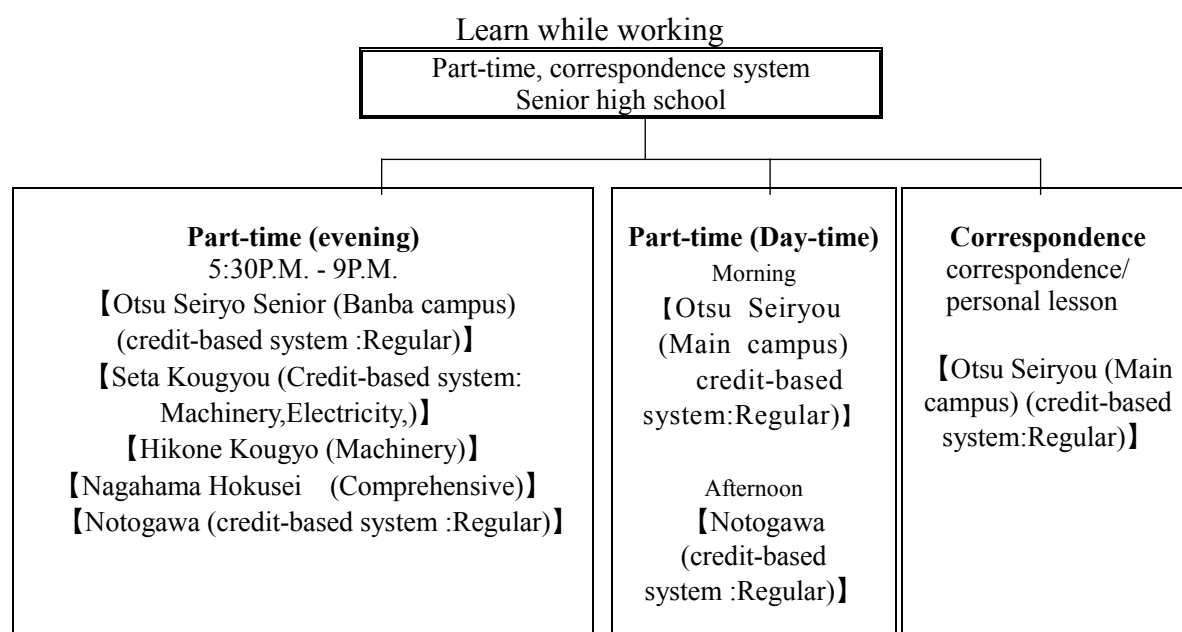 Learn while working
Part-time, correspondence system
Senior high school
Part-time (evening)
5:30P.M. - 9P.M.
【Otsu Seiryo Senior (Banba campus)
(credit-based system :Regular)】
【Seta Kougyou (Credit-based system:
Machinery,Electricity,)】
【Hikone Kougyo (Machinery)】
【Nagahama Hokusei (Comprehensive)】
【Notogawa (credit-based system :Regular)】
Part-time (Day-time)
Morning
【Otsu Seiryou
(Main campus)
credit-based
system:Regular)】
Afternoon
【Notogawa
(credit-based
system :Regular)】
Correspondence
correspondence/
personal lesson
【Otsu Seiryou (Main
campus) (credit-based
system:Regular)】